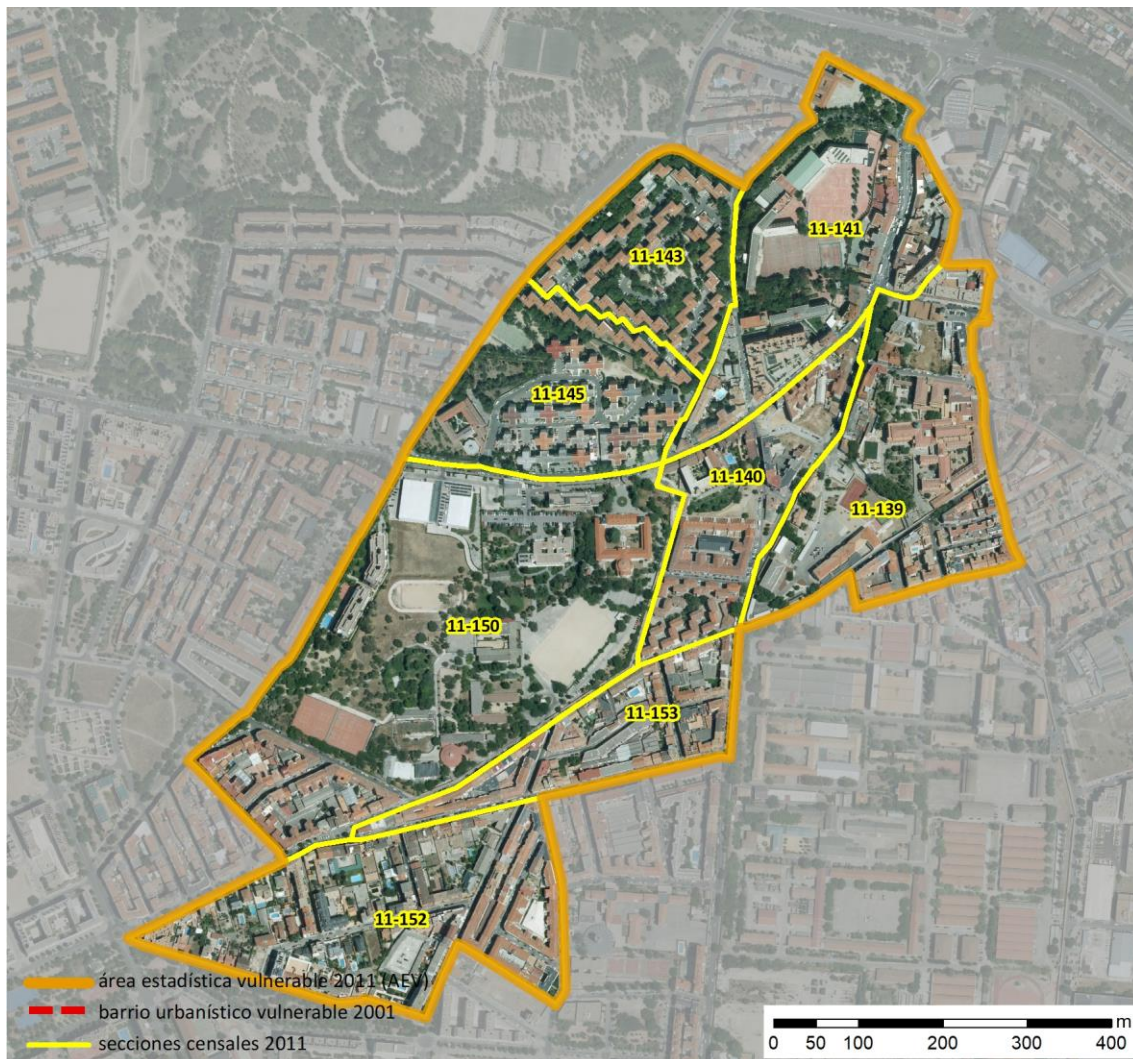 11-141
11-143
11-145
11-140
11-139
11-150
11-153
11-152
área estadística vulnerable 2011 (AEV)
barrio urbanístico vulnerable 2001
secciones censales 2011
m
0 50 100 200 300 400